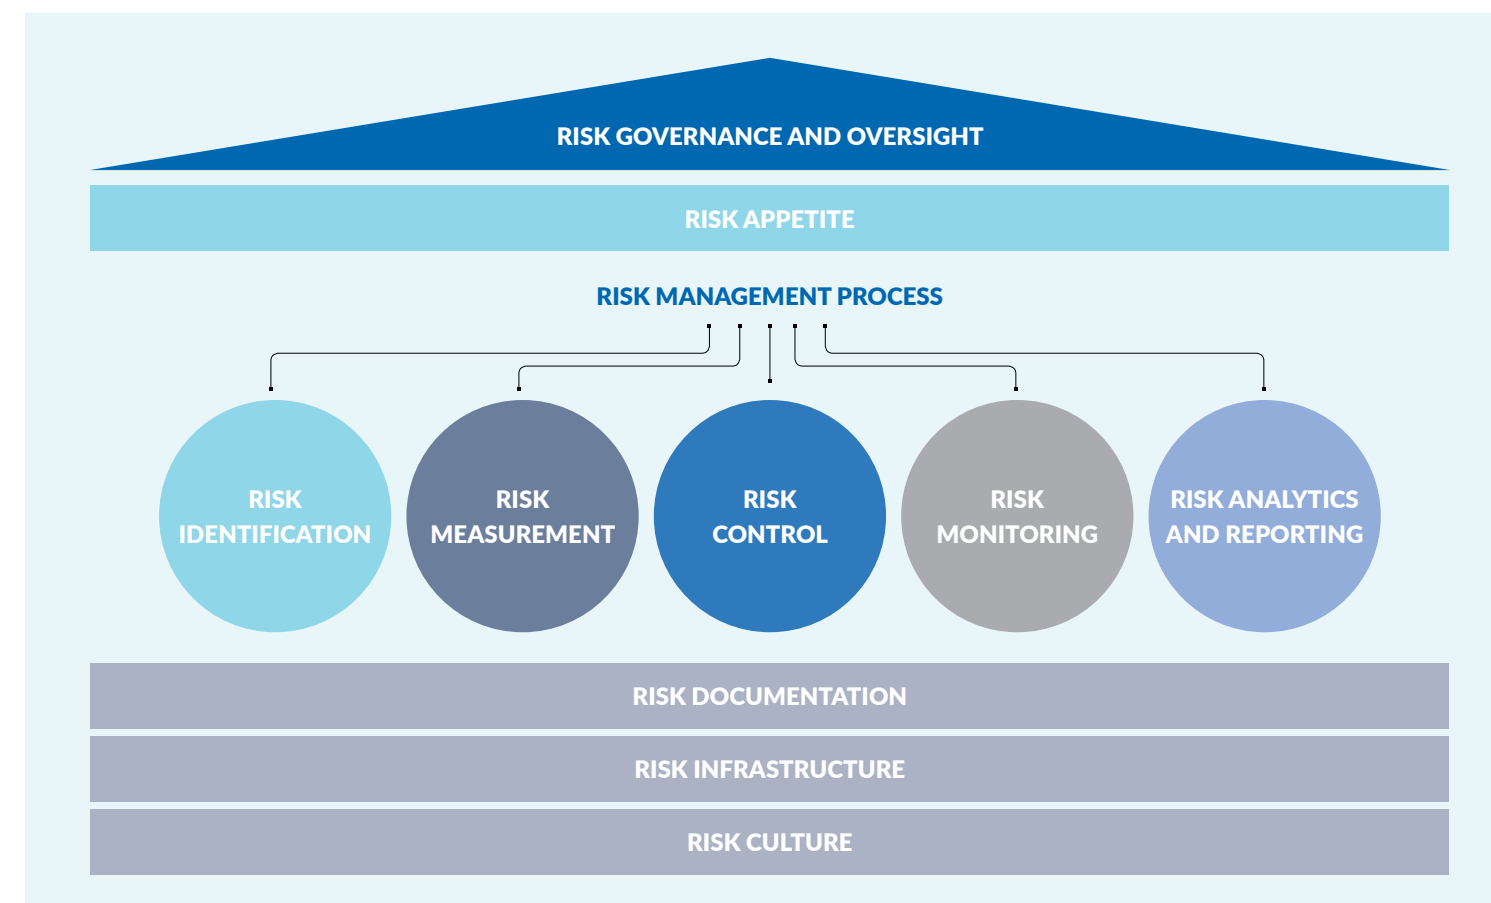 RISK GOVERNANCE AND OVERSIGHT
RISK APPETITE
RISK MANAGEMENT PROCESS
RISK
IDENTIFICATION
RISK
MEASUREMENT
RISK
CONTROL
RISK
MONITORING
RISK ANALYTICS
AND REPORTING
RISK DOCUMENTATION
RISK INFRASTRUCTURE
RISK CULTURE